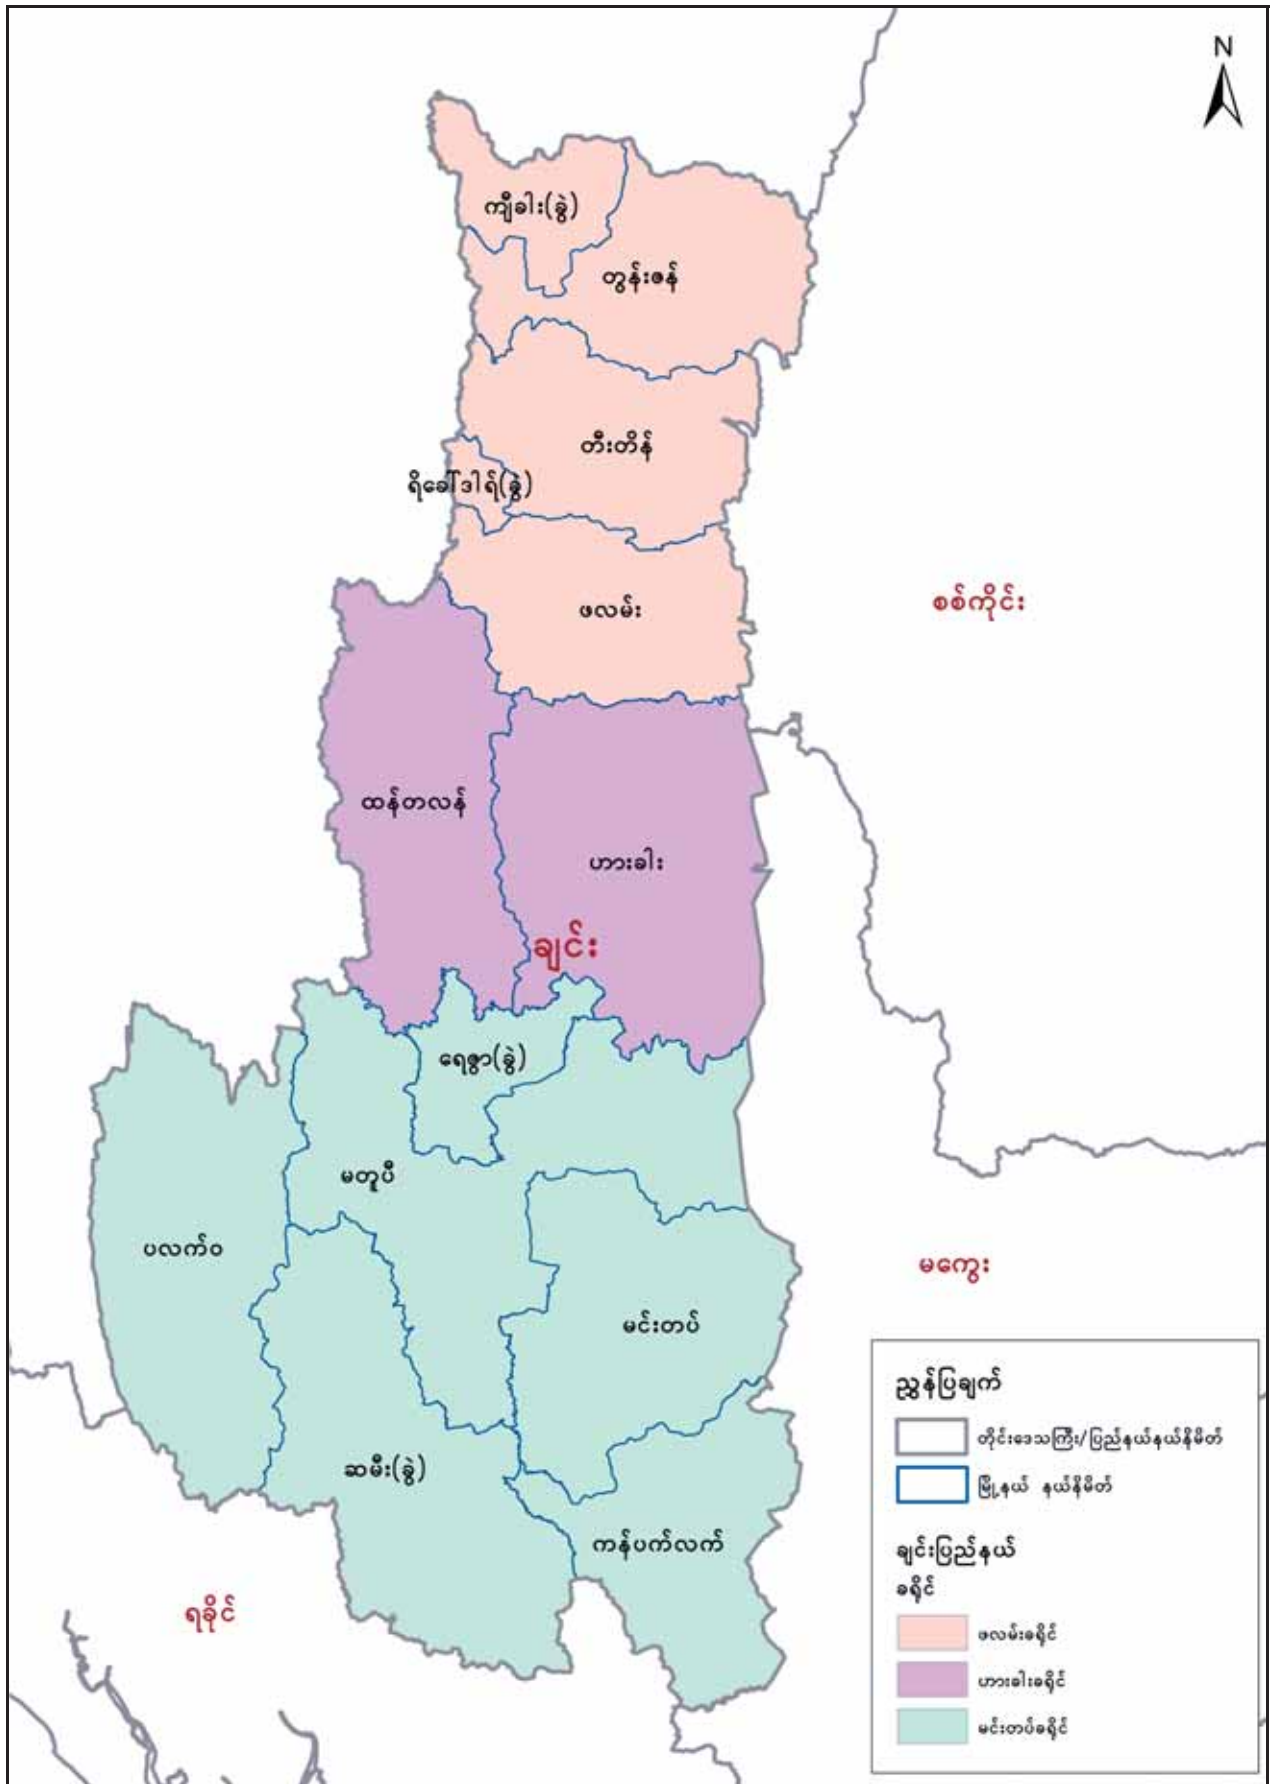 N
ကျီခါး(ခွဲ)
တွန်းဇန်
တီးတိန်
ရိခေါ်ဒါရ်(ခွဲ)
ဖလမ်း
စစ်ကိုင်း
ထန်တလန်
ဟားခါး
ချင်း
ရေဇွာ(ခွဲ)
မတူပီ
ပလက်ဝ
မကွေး
မင်းတပ်
ဆမီး(ခွဲ)
ကန်ပက်လက်
ရခိုင်
ညွှန်ပြချက်
တိုင်းဒေသကြီး/ပြည်နယ်နယ်နိမိတ်
မြို့နယ် နယ်နိမိတ်
ချင်းပြည်နယ်
ခရိုင်
ဖလမ်းခရိုင်
ဟားခါးခရိုင်
မင်းတပ်ခရိုင်